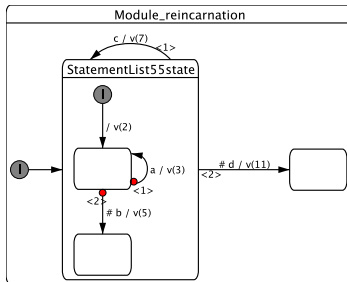 Module_reincarnation
c / v(7)
<1>
StatementList55state
I
/ v(2)
I
a / v(3)
# d / v(11)
<2>
<1>
<2>
# b / v(5)